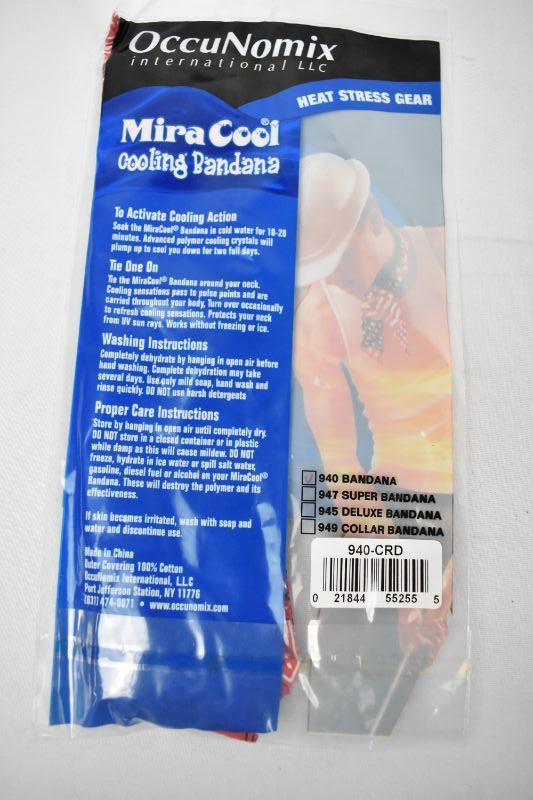 OccuNomix
international LLC
HEAT STRESS GEAR
MiraCool®
Cooling Bandana
To Activate Cooling Action
Soak the MiraCool® Bandana in cold water for 10-20
minutes. Advanced polymer cooling crystals will
plump up to cool you down for two full days.
Tie One On
Tie the MiraCool® Bandana around your neck.
Cooling sensations pass to pulse points and are
carried throughout your body. Turn over occasionally
to refresh cooling sensations. Protects your neck
from UV sun rays. Works without freezing or ice.
Washing Instructions
Completely dehydrate by hanging in open air before
hand washing. Complete dehydration may take
several days. Use only mild soap, hand wash and
rinse quickly. DO NOT use harsh detergents
Proper Care Instructions
Store by hanging in open air until completely dry.
DO NOT store in a closed container or in plastic
while damp as this will cause mildew. DO NOT
freeze, hydrate in ice water or spill salt water,
gasoline, diesel fuel or alcohol on your MiraCool®
Bandana. These will destroy the polymer and its
effectiveness.
If skin becomes irritated, wash with soap and
water and discontinue use.
Made In China
Outer Covering 100% Cotton
OccuNomix International, L.L.C
Port Jefferson Station, NY 11776
(631) 474-0071 • www.occunomix.com
940 BANDANA
947 SUPER BANDANA
945 DELUXE BANDANA
949 COLLAR BANDANA
940-CRD
0 21844 55255 5